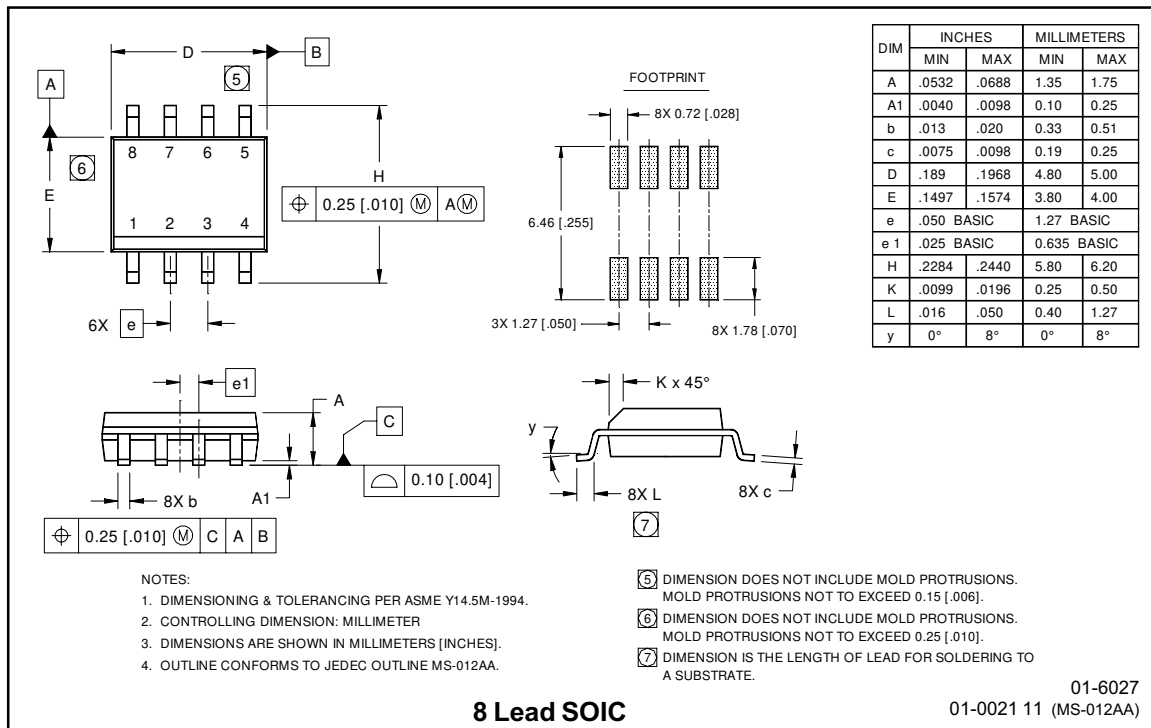 D
B
A
5
8 7 6 5
6
E
H
0.25 [.010] Ⓜ AⓂ
1 2 3 4
6X e
FOOTPRINT
8X 0.72 [.028]
6.46 [.255]
3X 1.27 [.050]
8X 1.78 [.070]
DIM INCHES MILLIMETERS
MIN MAX MIN MAX
A .0532 .0688 1.35 1.75
A1 .0040 .0098 0.10 0.25
b .013 .020 0.33 0.51
c .0075 .0098 0.19 0.25
D .189 .1968 4.80 5.00
E .1497 .1574 3.80 4.00
e .050 BASIC 1.27 BASIC
e 1 .025 BASIC 0.635 BASIC
H .2284 .2440 5.80 6.20
K .0099 .0196 0.25 0.50
L .016 .050 0.40 1.27
y 0° 8° 0° 8°
e1
A
C
0.10 [.004]
A1
8X b
0.25 [.010] Ⓜ C A B
K x 45°
y
8X L
7
8X c
NOTES:
1. DIMENSIONING & TOLERANCING PER ASME Y14.5M-1994.
2. CONTROLLING DIMENSION: MILLIMETER
3. DIMENSIONS ARE SHOWN IN MILLIMETERS [INCHES].
4. OUTLINE CONFORMS TO JEDEC OUTLINE MS-012AA.
5 DIMENSION DOES NOT INCLUDE MOLD PROTRUSIONS.
MOLD PROTRUSIONS NOT TO EXCEED 0.15 [.006].
6 DIMENSION DOES NOT INCLUDE MOLD PROTRUSIONS.
MOLD PROTRUSIONS NOT TO EXCEED 0.25 [.010].
7 DIMENSION IS THE LENGTH OF LEAD FOR SOLDERING TO
A SUBSTRATE.
8 Lead SOIC
01-6027
01-0021 11 (MS-012AA)